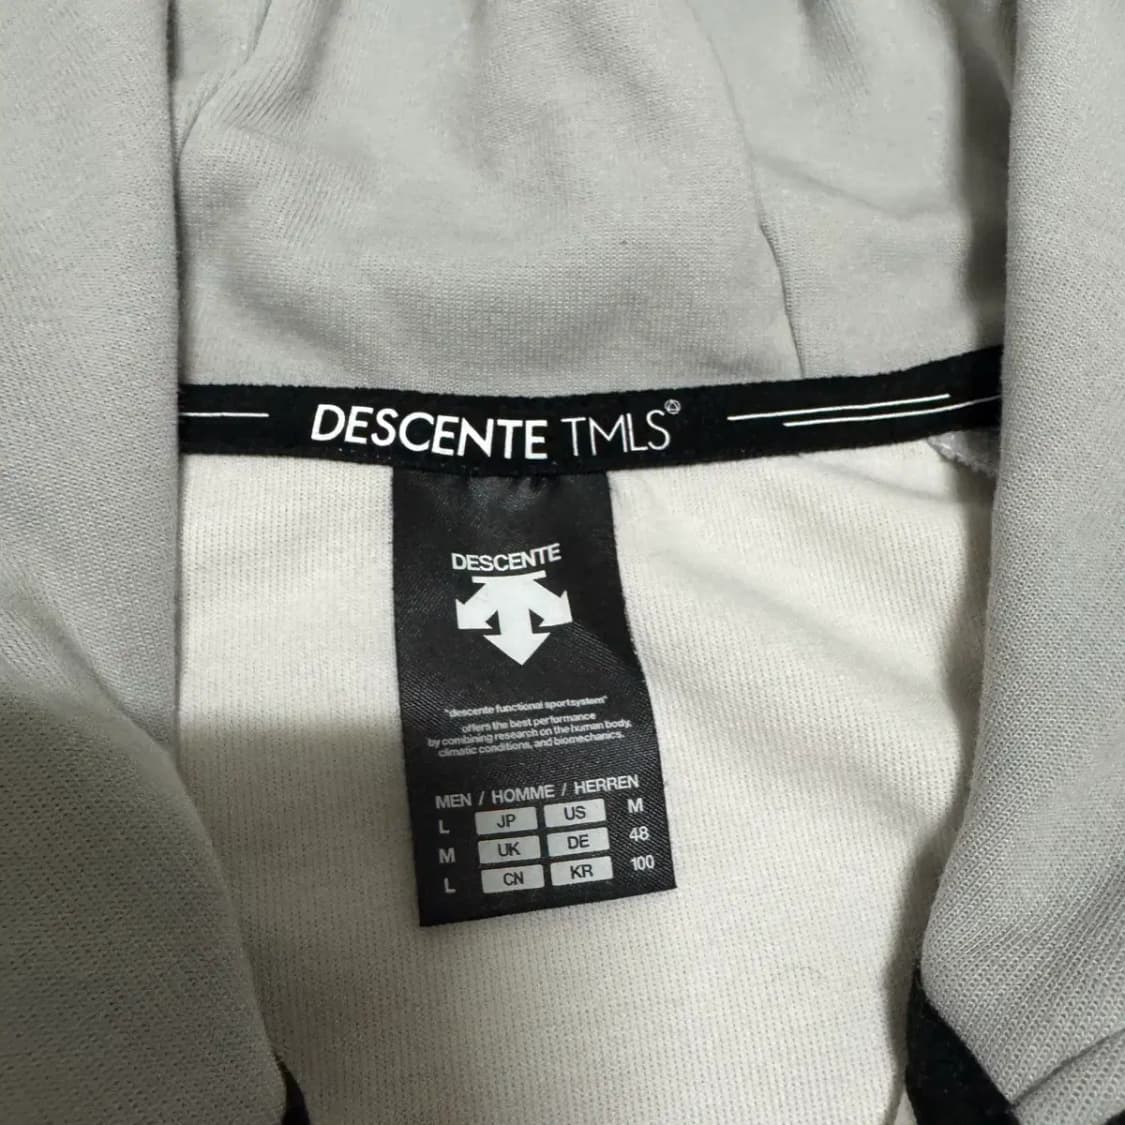 DESCENTE TMLS
DESCENTE
"descente functional sportsystem"
offers the best performance
by combining research on the human body,
climatic conditions, and biomechanics.
MEN / HOMME / HERREN
L JP US M
M UK DE 48
L CN KR 100